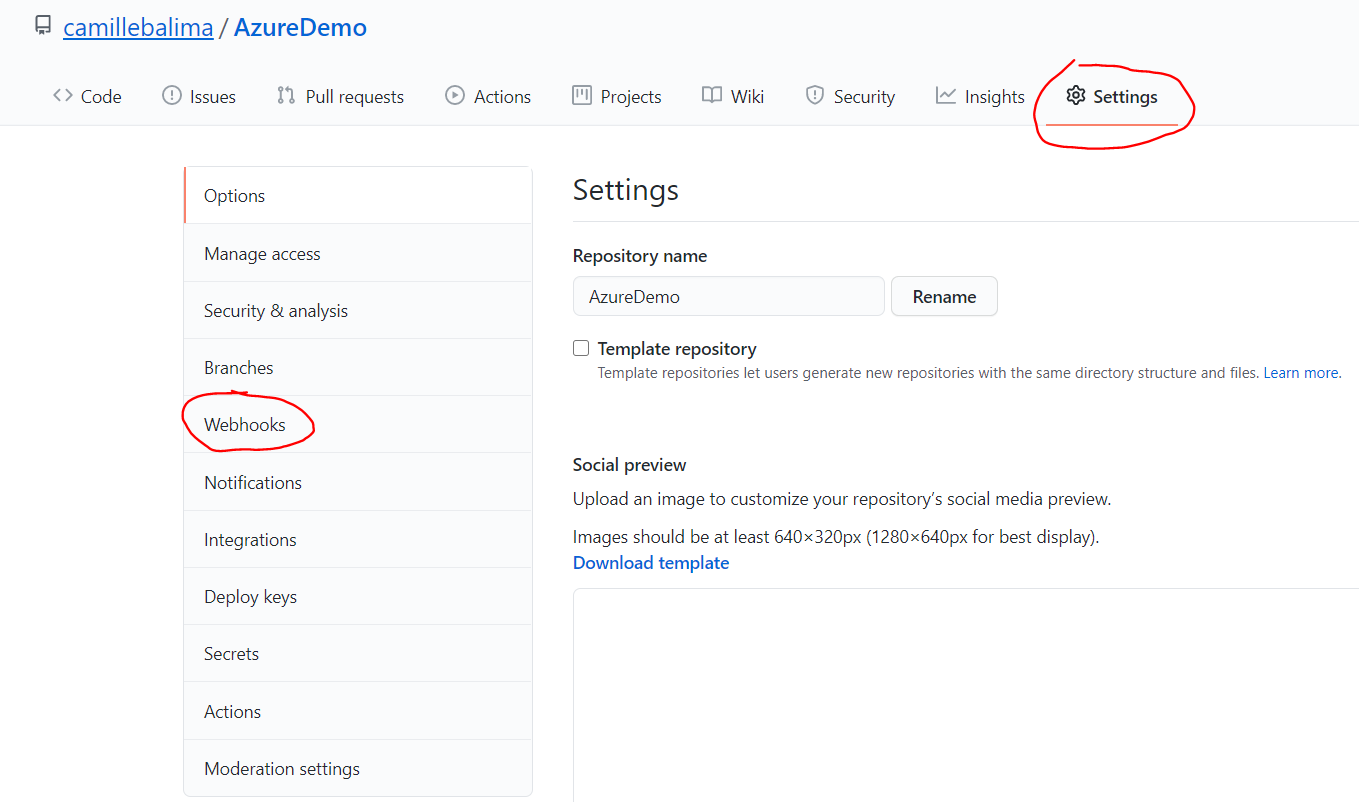 camillebalima / AzureDemo
Code Issues Pull requests Actions Projects Wiki Security Insights Settings
Options
Manage access
Security & analysis
Branches
Webhooks
Notifications
Integrations
Deploy keys
Secrets
Actions
Moderation settings
Settings
Repository name
AzureDemo Rename
Template repository
Template repositories let users generate new repositories with the same directory structure and files. Learn more.
Social preview
Upload an image to customize your repository’s social media preview.
Images should be at least 640×320px (1280×640px for best display).
Download template